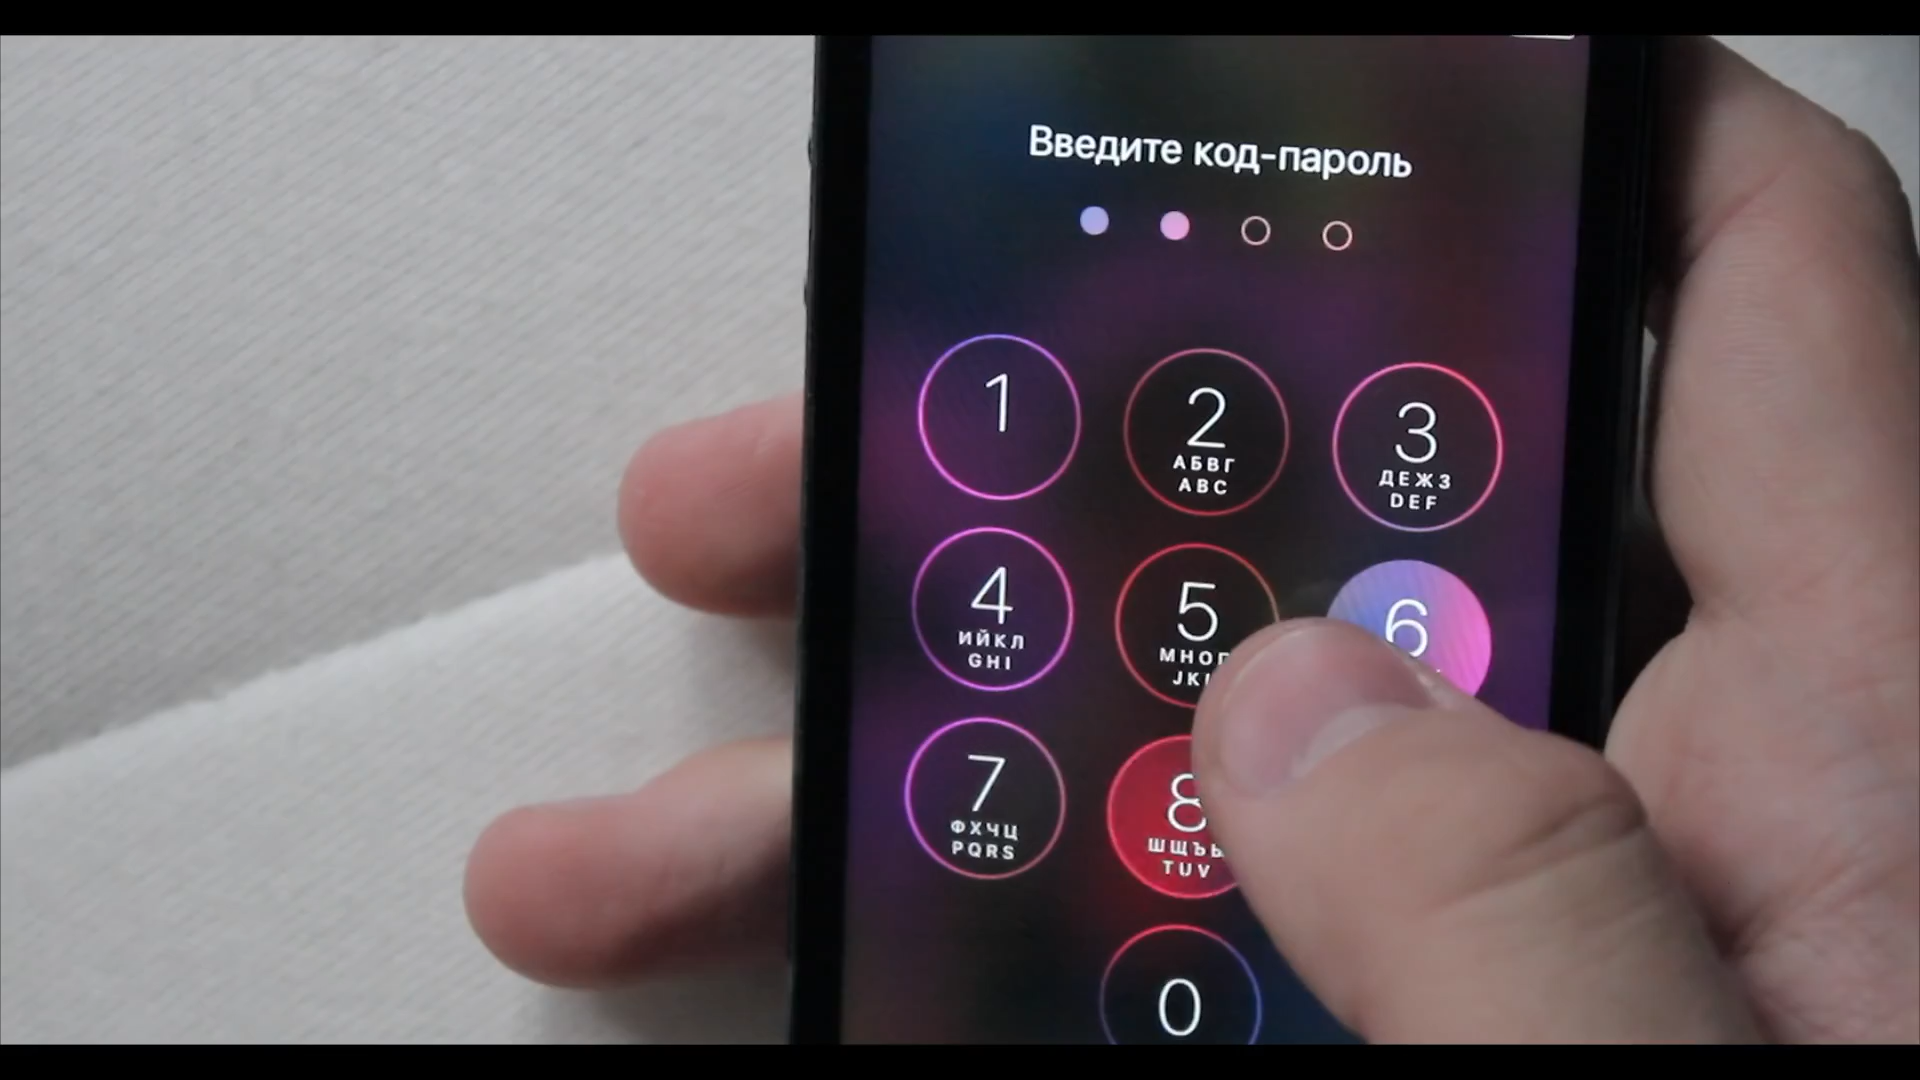 Введите код-пароль
1
2
АБВГ
ABC
3
ДЕЖЗ
DEF
4
ИЙКЛ
GHI
5
6
7
ФХЧЦ
PQRS
8
TUV
0